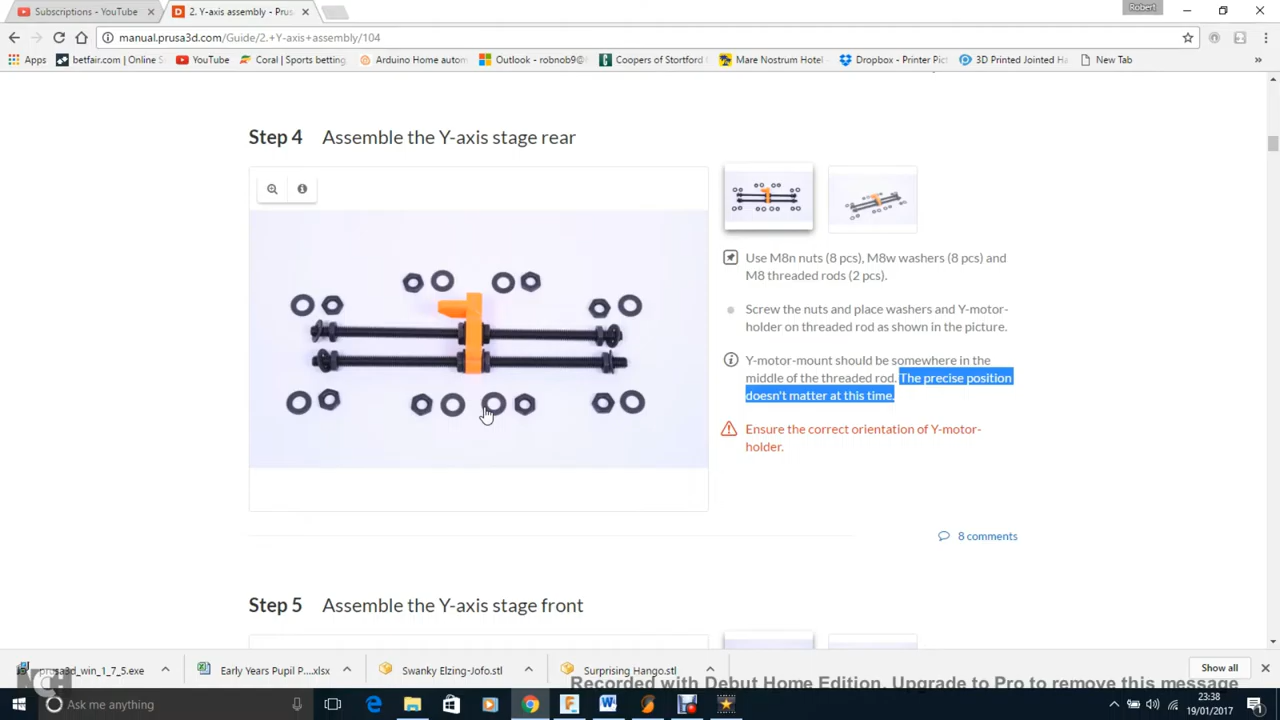 Subscriptions - YouTube
2. Y-axis assembly - Prus
Robert
manual.prusa3d.com/Guide/2.+Y-axis+assembly/104
Apps
betfair.com | Online S
YouTube
Coral | Sports betting
Arduino Home autom
Outlook - robnob9@
Coopers of Stortford
Mare Nostrum Hotel -
Dropbox - Printer Pict
3D Printed Jointed Ha
New Tab
Step 4 Assemble the Y-axis stage rear
Use M8n nuts (8 pcs), M8w washers (8 pcs) and
M8 threaded rods (2 pcs).
Screw the nuts and place washers and Y-motor-
holder on threaded rod as shown in the picture.
Y-motor-mount should be somewhere in the
middle of the threaded rod. The precise position
doesn't matter at this time.
Ensure the correct orientation of Y-motor-
holder.
8 comments
Step 5 Assemble the Y-axis stage front
prusa3d_win_1_7_5.exe
Early Years Pupil P....xlsx
Swanky Elzing-Jofo.stl
Surprising Hango.stl
Show all
Recorded with Debut Home Edition. Upgrade to Pro to remove this message
Ask me anything
23:38
19/01/2017